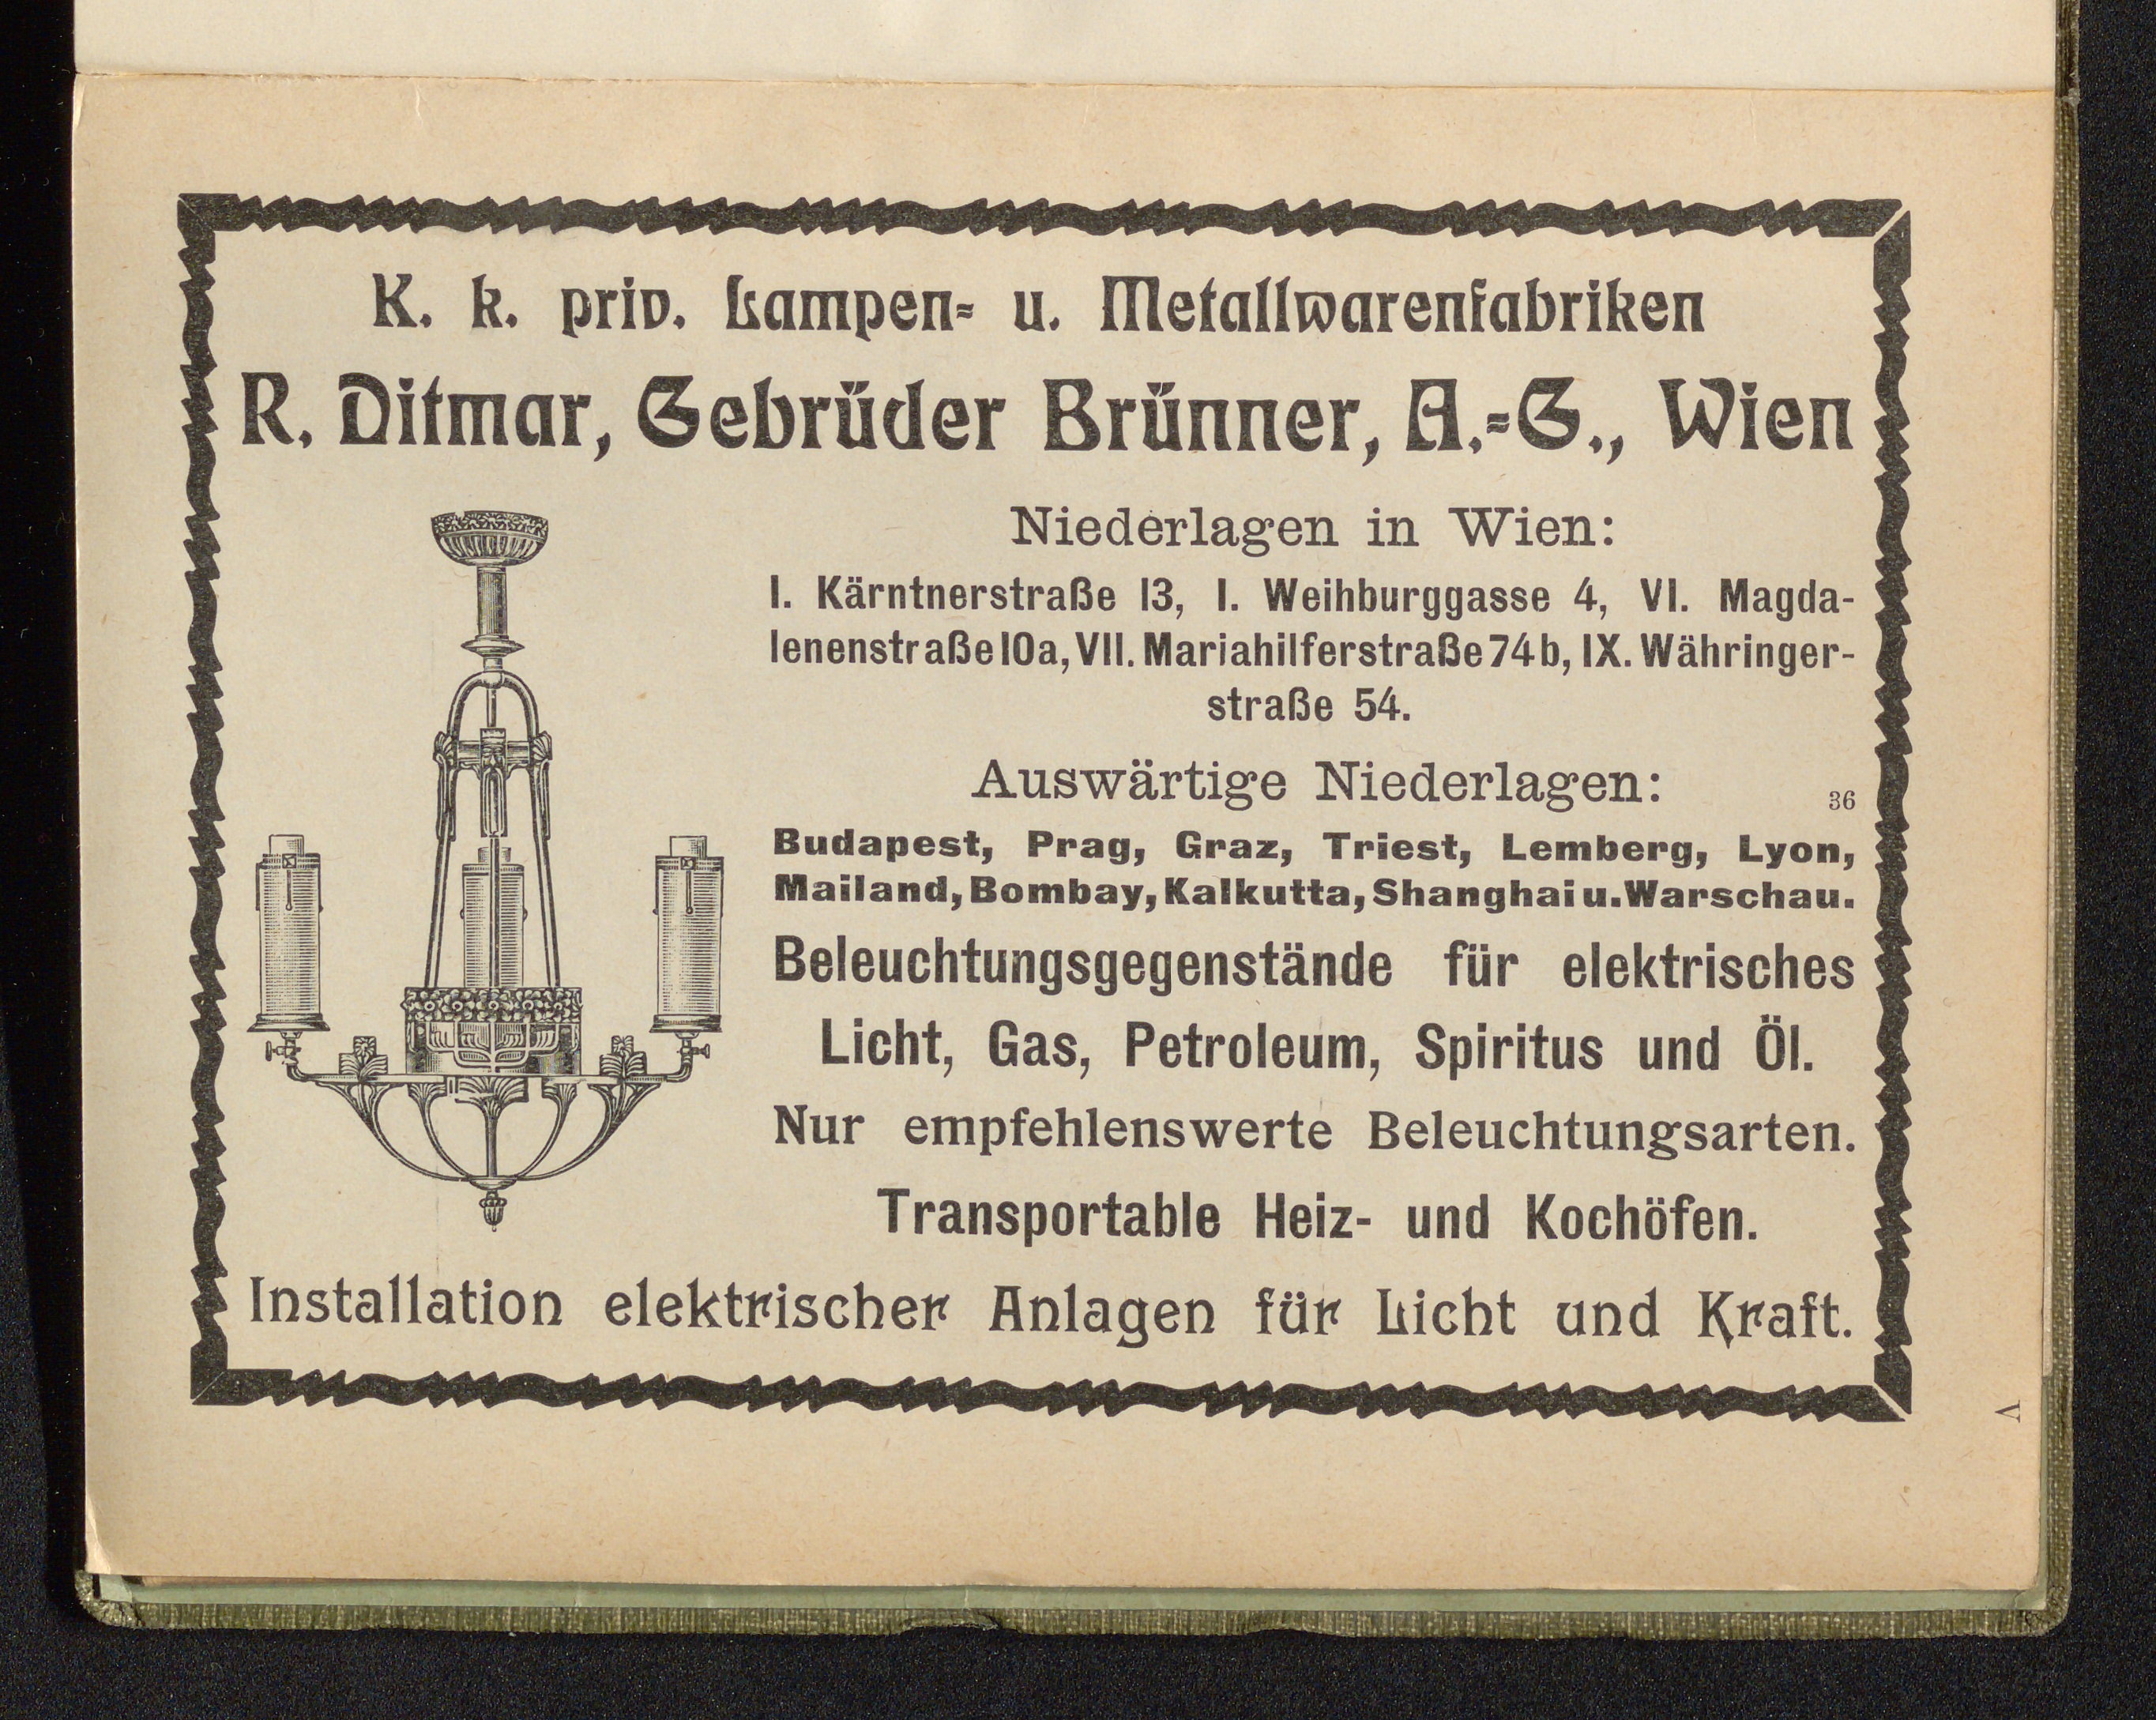 K. k. priv. Lampen- u. Metallwarenfabriken
R. Ditmar, Gebrüder Brünner, A.-G., Wien
Niederlagen in Wien:
I. Kärntnerstraße 13, I. Weihburggasse 4, VI. Magda-
lenenstraße 10a, VII. Mariahilferstraße 74b, IX. Währinger-
straße 54.
Auswärtige Niederlagen:
36
Budapest, Prag, Graz, Triest, Lemberg, Lyon,
Mailand, Bombay, Kalkutta, Shanghai u. Warschau.
Beleuchtungsgegenstände für elektrisches
Licht, Gas, Petroleum, Spiritus und Öl.
Nur empfehlenswerte Beleuchtungsarten.
Transportable Heiz- und Kochöfen.
Installation elektrischer Anlagen für Licht und Kraft.
V